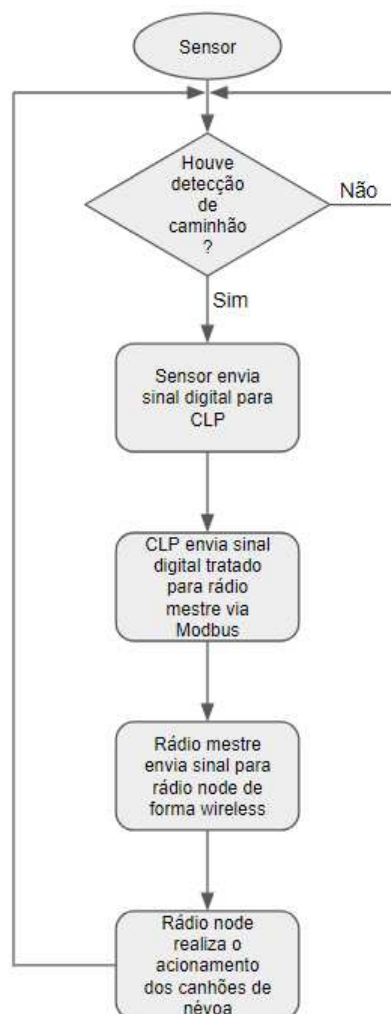 Sensor
Houve
detecção
de
caminhão
?
Não
Sim
Sensor envia
sinal digital para
CLP
CLP envia sinal
digital tratado
para rádio
mestre via
Modbus
Rádio mestre
envia sinal para
rádio node de
forma wireless
Rádio node
realiza o
acionamento
dos canhões de
névoa